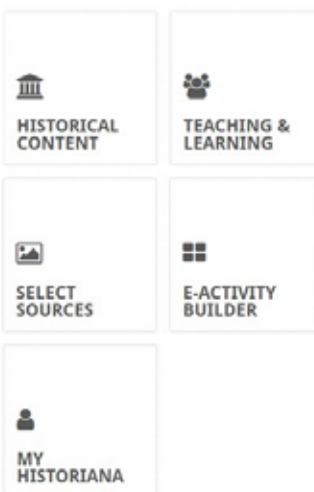 HISTORICAL
CONTENT
TEACHING &
LEARNING
SELECT
SOURCES
E-ACTIVITY
BUILDER
MY
HISTORIANA